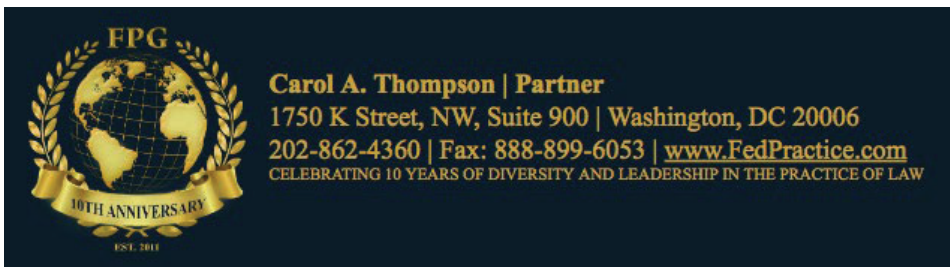 FPG
10TH ANNIVERSARY
EST. 2011
Carol A. Thompson | Partner
1750 K Street, NW, Suite 900 | Washington, DC 20006
202-862-4360 | Fax: 888-899-6053 | www.FedPractice.com
CELEBRATING 10 YEARS OF DIVERSITY AND LEADERSHIP IN THE PRACTICE OF LAW